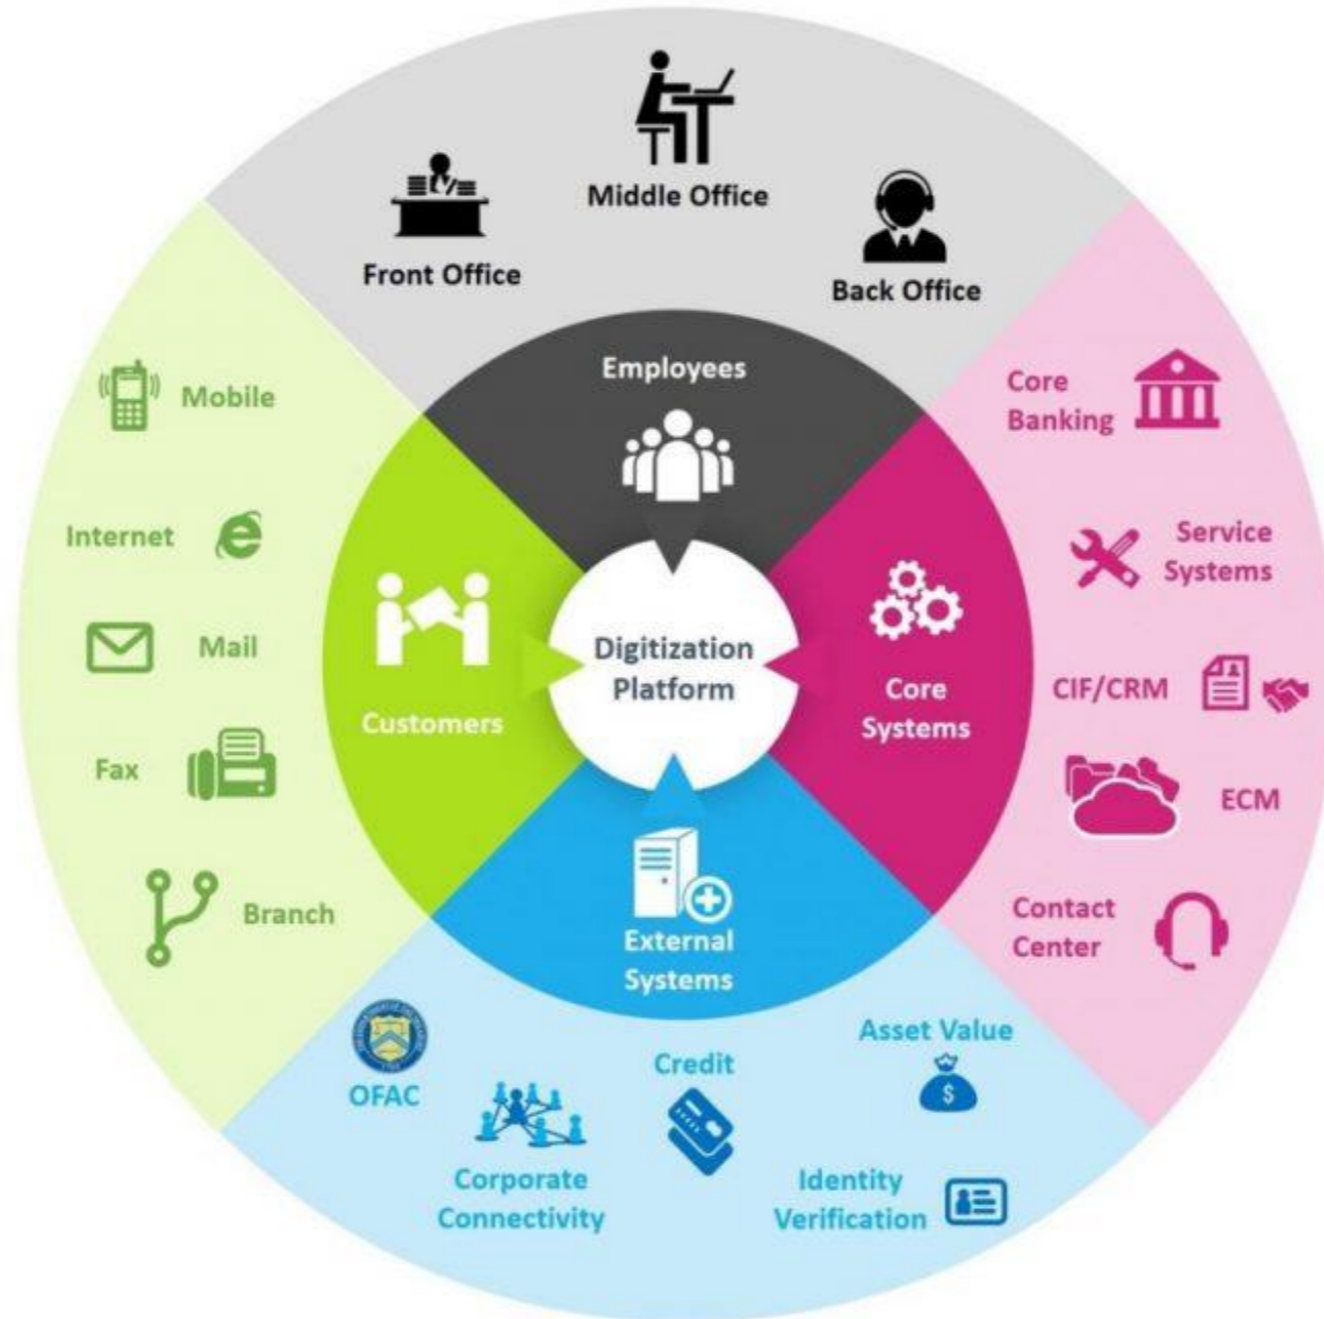 Middle Office
Front Office
Back Office
Employees
Mobile
Internet
Mail
Fax
Branch
Customers
Digitization
Platform
Core
Systems
Core
Banking
Service
Systems
CIF/CRM
ECM
Contact
Center
External
Systems
OFAC
Corporate
Connectivity
Credit
Asset Value
$
Identity
Verification